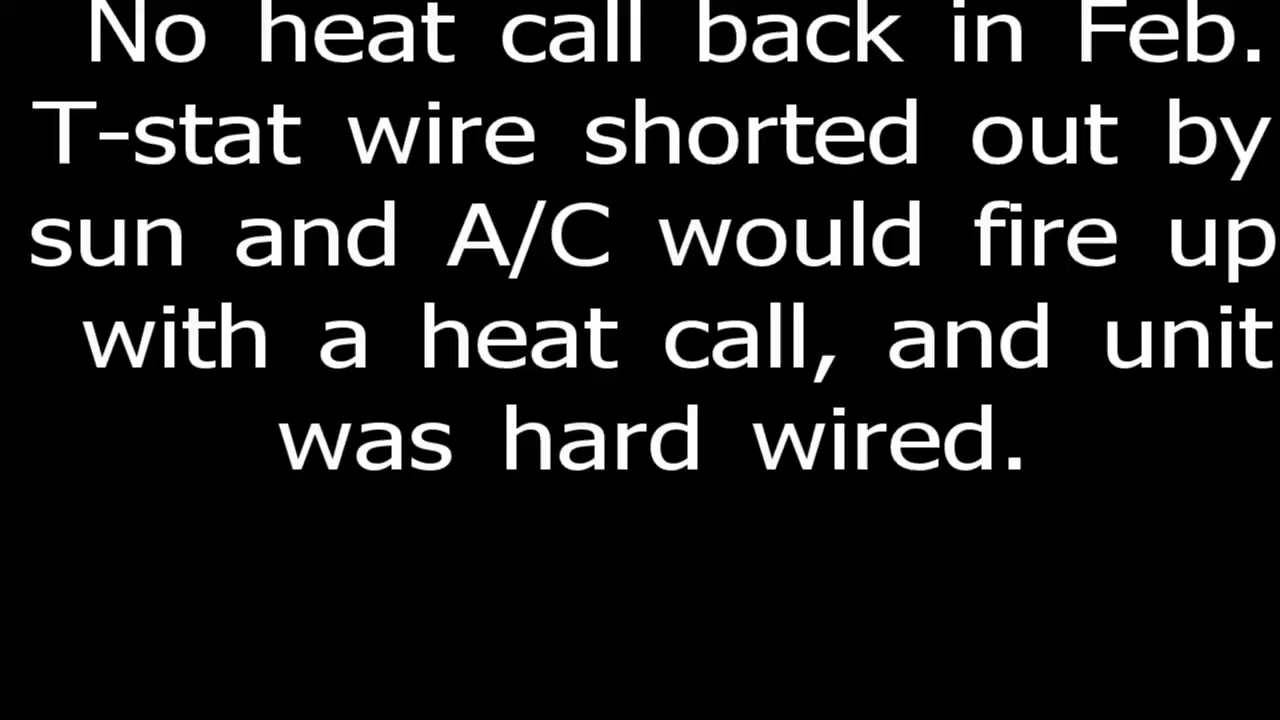 No heat call back in Feb.
T-stat wire shorted out by
sun and A/C would fire up
with a heat call, and unit
was hard wired.